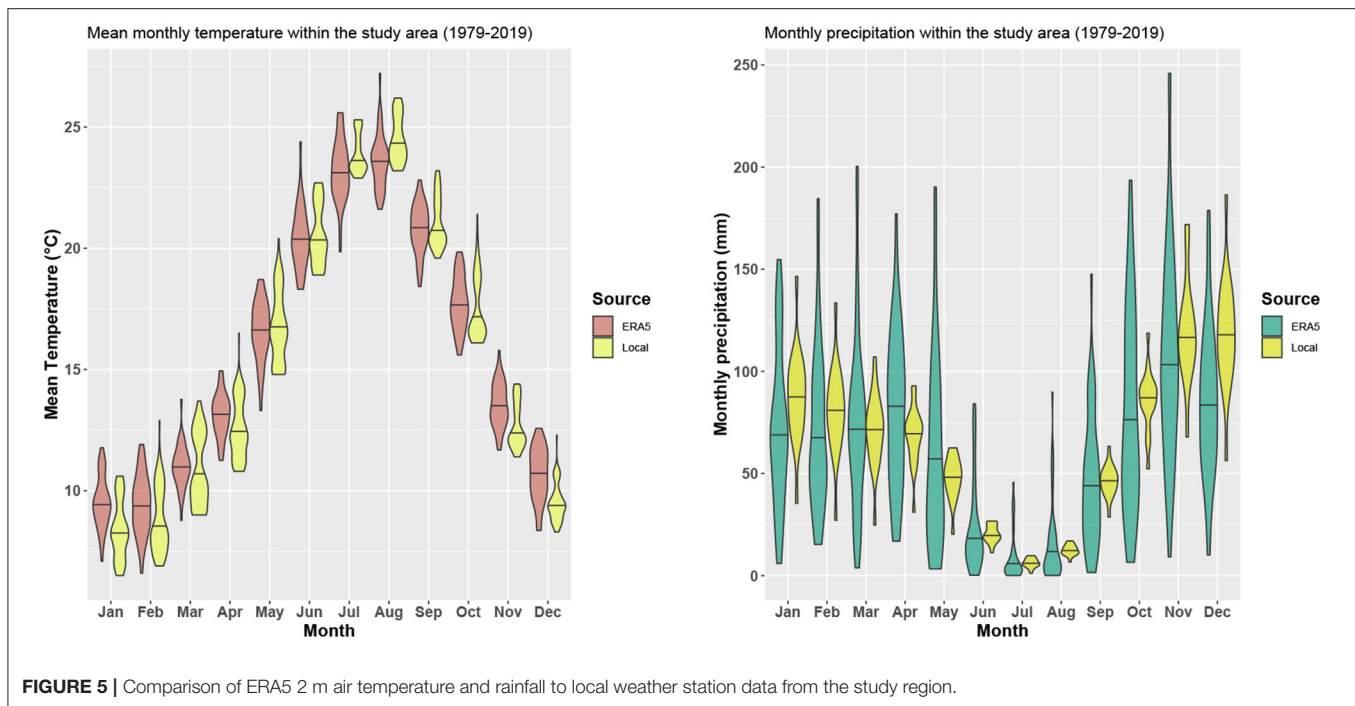 Mean monthly temperature within the study area (1979-2019)
Mean Temperature (°C)
25
20
15
10
Jan Feb Mar Apr May Jun Jul Aug Sep Oct Nov Dec
Month
Source
ERA5
Local
Monthly precipitation within the study area (1979-2019)
Monthly precipitation (mm)
250
200
150
100
50
0
Jan Feb Mar Apr May Jun Jul Aug Sep Oct Nov Dec
Month
Source
ERA5
Local
FIGURE 5 | Comparison of ERA5 2 m air temperature and rainfall to local weather station data from the study region.